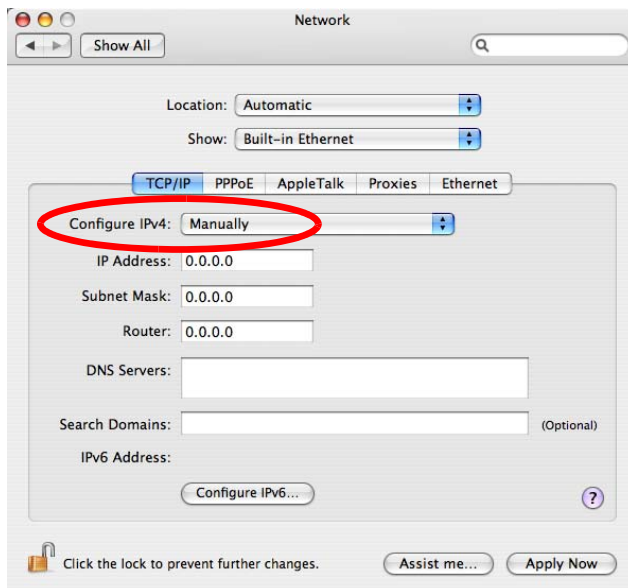 Network
Show All
Location: Automatic
Show: Built-in Ethernet
TCP/IP PPPoE AppleTalk Proxies Ethernet
Configure IPv4: Manually
IP Address: 0.0.0.0
Subnet Mask: 0.0.0.0
Router: 0.0.0.0
DNS Servers:
Search Domains: (Optional)
IPv6 Address:
Configure IPv6... ?
Click the lock to prevent further changes. Assist me... Apply Now